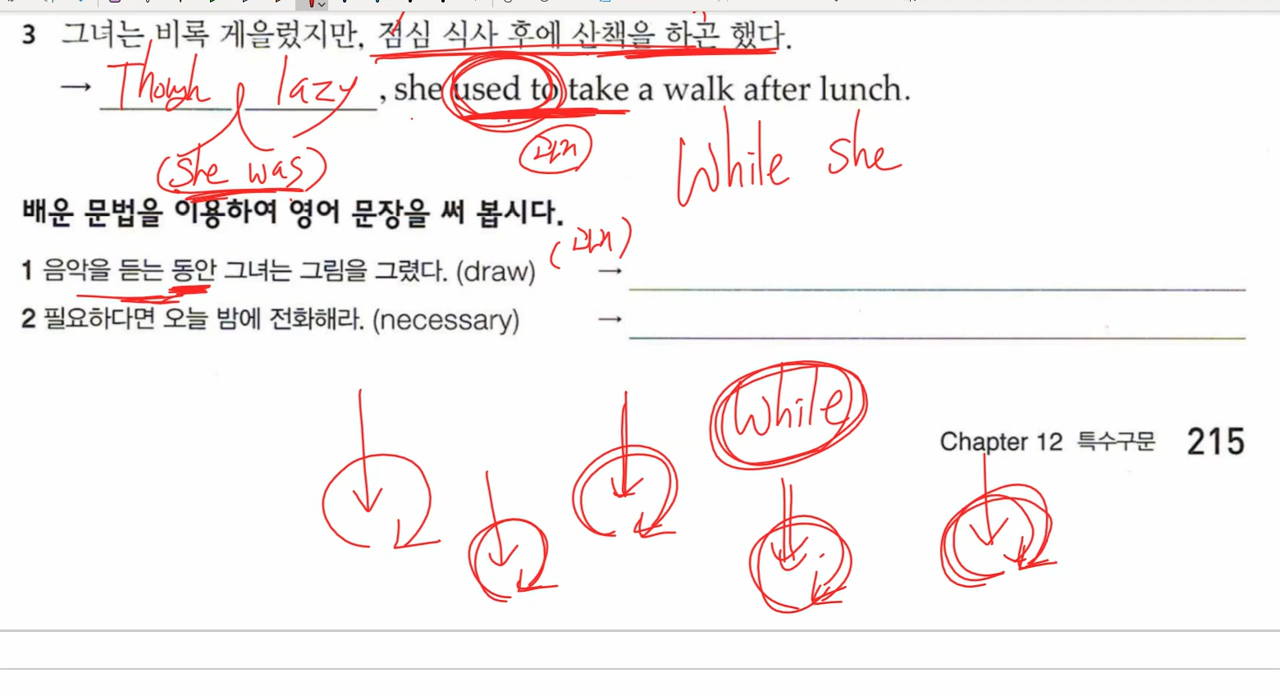 3 그녀는 비록 게을렀지만, 점심 식사 후에 산책을 하곤 했다.
→ Though lazy, she used to take a walk after lunch.
(she was)
과거
While she
배운 문법을 이용하여 영어 문장을 써 봅시다.
(과거)
1 음악을 듣는 동안 그녀는 그림을 그렸다. (draw) →
2 필요하다면 오늘 밤에 전화해라. (necessary) →
While
Chapter 12 특수구문 215